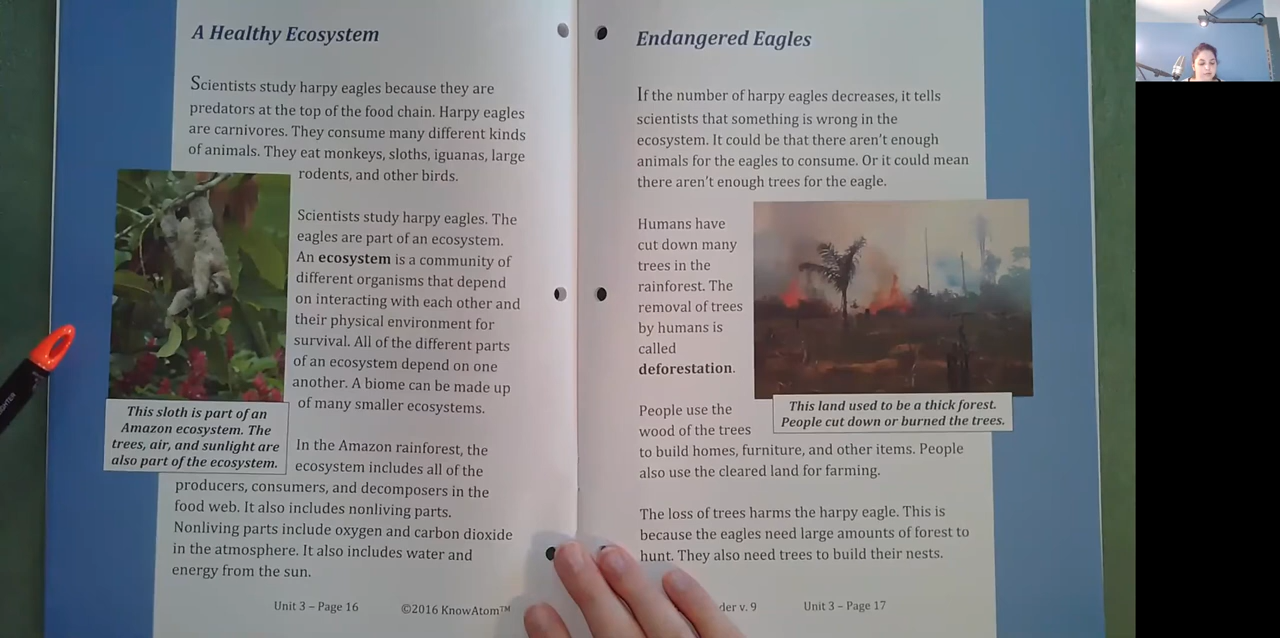 A Healthy Ecosystem
Scientists study harpy eagles because they are
predators at the top of the food chain. Harpy eagles
are carnivores. They consume many different kinds
of animals. They eat monkeys, sloths, iguanas, large
rodents, and other birds.
Scientists study harpy eagles. The
eagles are part of an ecosystem.
An ecosystem is a community of
different organisms that depend
on interacting with each other and
their physical environment for
survival. All of the different parts
of an ecosystem depend on one
another. A biome can be made up
of many smaller ecosystems.
This sloth is part of an
Amazon ecosystem. The
trees, air, and sunlight are
also part of the ecosystem.
In the Amazon rainforest, the
ecosystem includes all of the
producers, consumers, and decomposers in the
food web. It also includes nonliving parts.
Nonliving parts include oxygen and carbon dioxide
in the atmosphere. It also includes water and
energy from the sun.
Unit 3 – Page 16 ©2016 KnowAtom™
Endangered Eagles
If the number of harpy eagles decreases, it tells
scientists that something is wrong in the
ecosystem. It could be that there aren't enough
animals for the eagles to consume. Or it could mean
there aren't enough trees for the eagle.
Humans have
cut down many
trees in the
rainforest. The
removal of trees
by humans is
called
deforestation.
This land used to be a thick forest.
People cut down or burned the trees.
People use the
wood of the trees
to build homes, furniture, and other items. People
also use the cleared land for farming.
The loss of trees harms the harpy eagle. This is
because the eagles need large amounts of forest to
hunt. They also need trees to build their nests.
v. 9 Unit 3 – Page 17